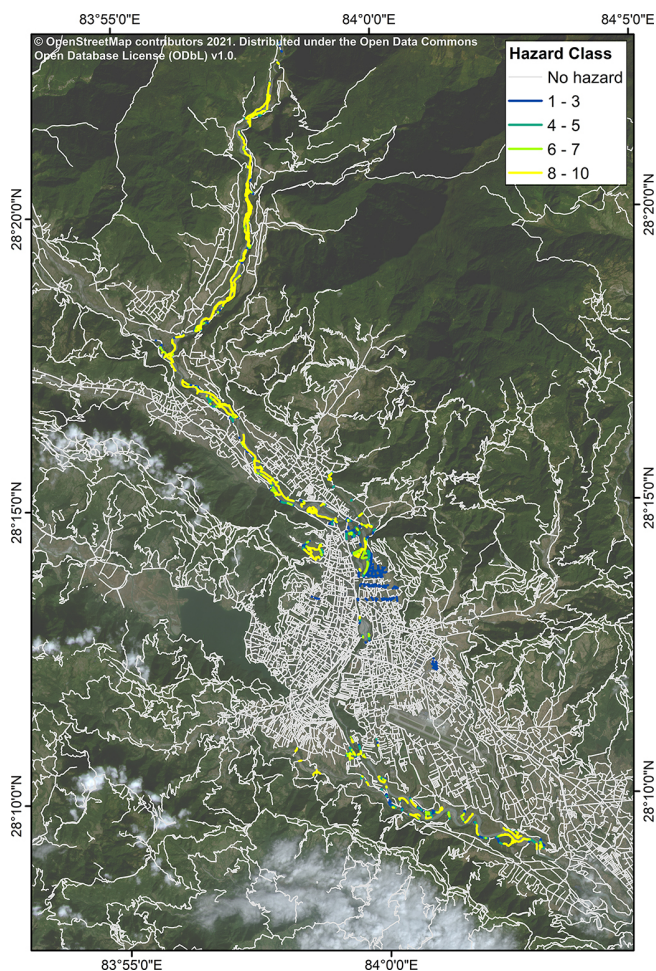 83°55'0"E 84°0'0"E 84°5'0"E
© OpenStreetMap contributors 2021. Distributed under the Open Data Commons
Open Database License (ODbL) v1.0.
Hazard Class
No hazard
1 - 3
4 - 5
6 - 7
8 - 10
28°20'0"N 28°20'0"N
28°15'0"N 28°15'0"N
28°10'0"N 28°10'0"N
83°55'0"E 84°0'0"E